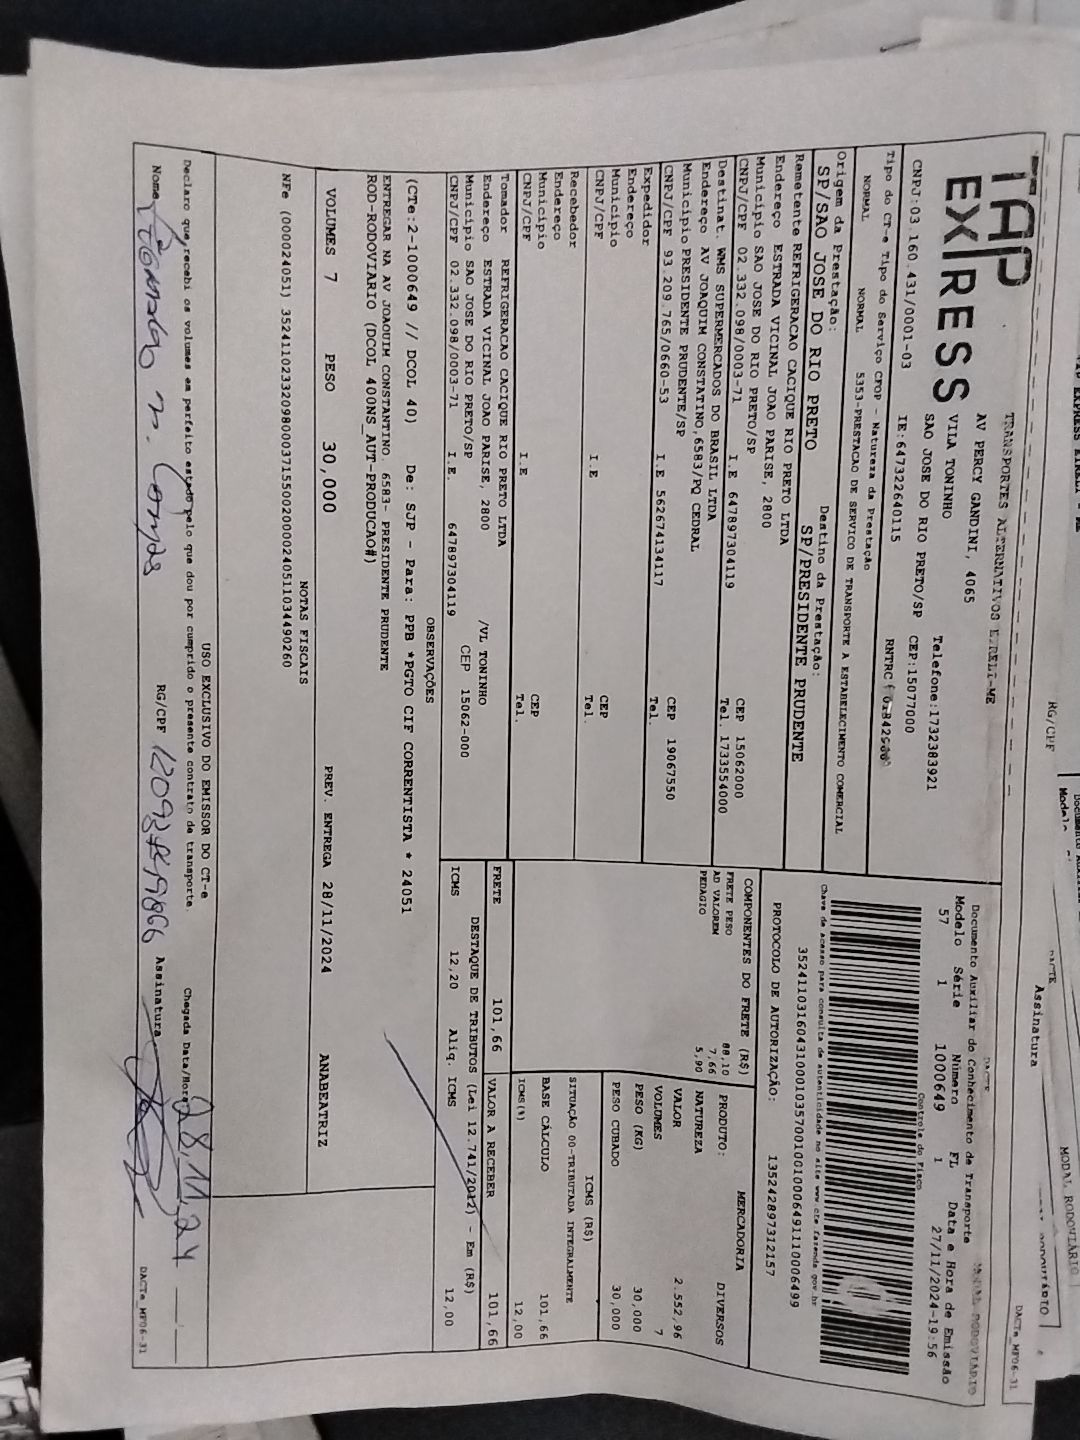 TAP EXPRESS
TRANSPORTES ALTERNATIVOS EIRELI-ME
AV PERCY GANDINI, 4065
VILA TONINHO
SAO JOSE DO RIO PRETO/SP
Telefone:1732383921
CEP:15077000
CNPJ:03.160.431/0001-03
IE:647322640115
RNTRC
Documento Auxiliar do Conhecimento de Transporte
Modelo Série Número FL Data e Hora de Emissão
57 1 1000649 1 27/11/2024-19:56
Controle do Fisco
Tipo do CT-e Tipo do Serviço CFOP - Natureza da Prestação
NORMAL NORMAL 5353-PRESTACAO DE SERVICO DE TRANSPORTE A ESTABELECIMENTO COMERCIAL
Chave de acesso para consulta de autenticidade no site www.cte.fazenda.gov.br
35241103160431000103570010010006491110006499
PROTOCOLO DE AUTORIZAÇÃO: 135242897312157
Origem da Prestação: Destino da Prestação:
SP/SAO JOSE DO RIO PRETO SP/PRESIDENTE PRUDENTE
Remetente REFRIGERACAO CACIQUE RIO PRETO LTDA
Endereço ESTRADA VICINAL JOAO PARISE, 2800
Município SAO JOSE DO RIO PRETO/SP CEP 15062000
CNPJ/CPF 02.332.098/0003-71 I.E 647897304119 Tel. 1733554000
Destinat. WMS SUPERMERCADOS DO BRASIL LTDA
Endereço AV JOAQUIM CONSTATINO,6583/PQ CEDRAL
Município PRESIDENTE PRUDENTE/SP CEP 19067550
CNPJ/CPF 93.209.765/0660-53 I.E 562674134117 Tel.
Expedidor
Endereço
Município CEP
CNPJ/CPF I.E Tel.
Recebedor
Endereço
Município CEP
CNPJ/CPF I.E Tel.
Tomador REFRIGERACAO CACIQUE RIO PRETO LTDA
Endereço ESTRADA VICINAL JOAO PARISE, 2800 /VL TONINHO
Município SAO JOSE DO RIO PRETO/SP CEP 15062-000
CNPJ/CPF 02.332.098/0003-71 I.E. 647897304119
COMPONENTES DO FRETE (R$)
FRETE PESO 88,10
AD VALOREM 7,66
PEDAGIO 5,90
MERCADORIA
PRODUTO: DIVERSOS
NATUREZA
VALOR 2.552,96
VOLUMES 7
PESO (KG) 30,000
PESO CUBADO 30,000
ICMS (R$)
SITUAÇÃO 00-TRIBUTADA INTEGRALMENTE
BASE CÁLCULO 101,66
ICMS(%) 12,00
FRETE 101,66 VALOR A RECEBER 101,66
DESTAQUE DE TRIBUTOS (Lei 12.741/2012) - Em (R$)
ICMS 12,20 Aliq. ICMS 12,00
OBSERVAÇÕES
(CTe:2-1000649 // DCOL 40) De: SJP - Para: PPB *PGTO CIF CORRENTISTA * 24051
ENTREGAR NA AV JOAQUIM CONSTANTINO, 6583- PRESIDENTE PRUDENTE
ROD-RODOVIARIO (DCOL 400NS_AUT-PRODUCAO#)
VOLUMES 7 PESO 30,000 PREV. ENTREGA 28/11/2024 ANABEATRIZ
NOTAS FISCAIS
NFe (000024051) 35241102332098000371550020000240511034490260
USO EXCLUSIVO DO EMISSOR DO CT-e
Declaro que recebi os volumes em perfeito estado pelo que dou por cumprido o presente contrato de transporte. Chegada Data/Hora 28/11/24
Nome RG/CPF Assinatura
DACTe_MF06-31